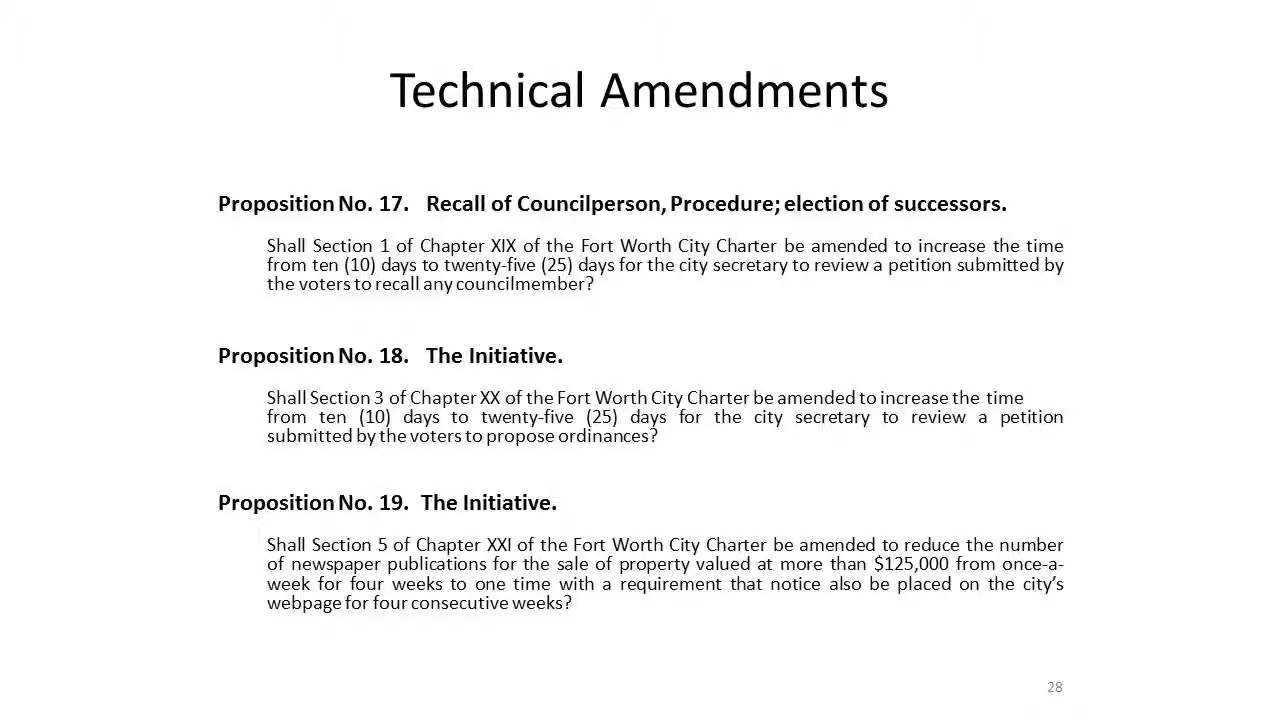 Technical Amendments
Proposition No. 17. Recall of Councilperson, Procedure; election of successors.
Shall Section 1 of Chapter XIX of the Fort Worth City Charter be amended to increase the time
from ten (10) days to twenty-five (25) days for the city secretary to review a petition submitted by
the voters to recall any councilmember?
Proposition No. 18. The Initiative.
Shall Section 3 of Chapter XX of the Fort Worth City Charter be amended to increase the time
from ten (10) days to twenty-five (25) days for the city secretary to review a petition
submitted by the voters to propose ordinances?
Proposition No. 19. The Initiative.
Shall Section 5 of Chapter XXI of the Fort Worth City Charter be amended to reduce the number
of newspaper publications for the sale of property valued at more than $125,000 from once-a-
week for four weeks to one time with a requirement that notice also be placed on the city's
webpage for four consecutive weeks?
28